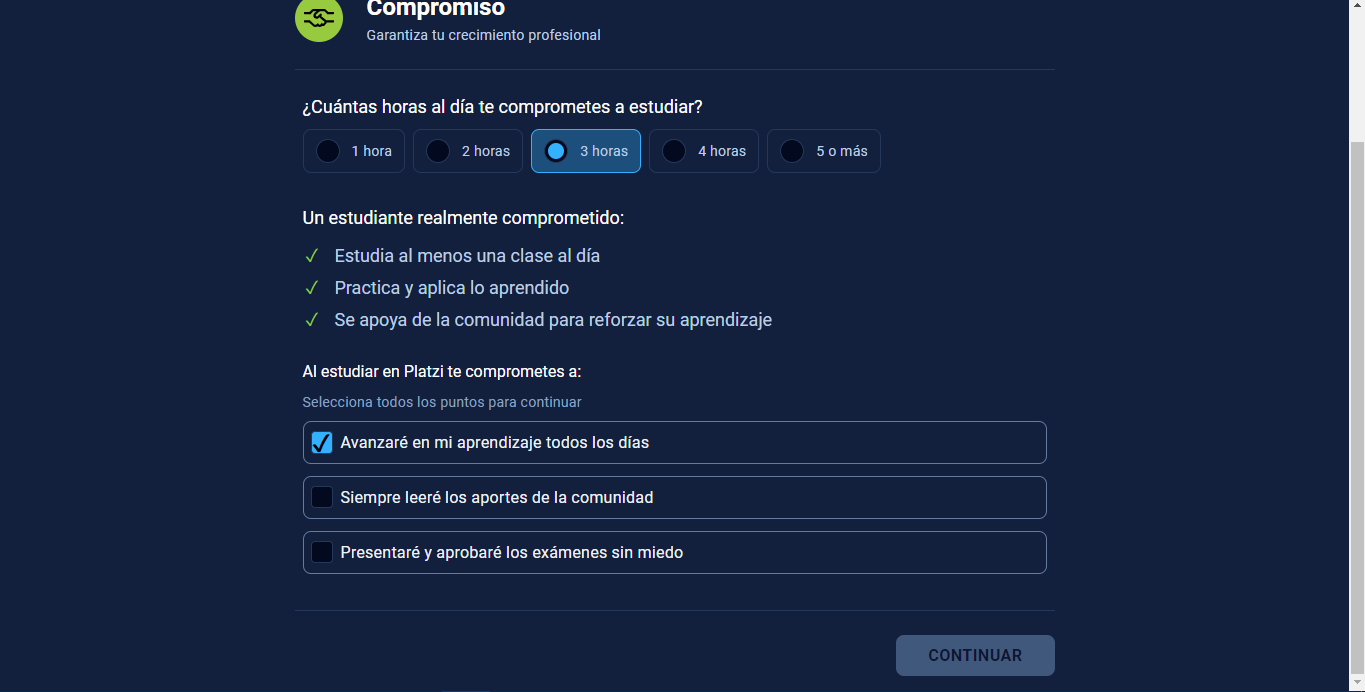 Compromiso
Garantiza tu crecimiento profesional
¿Cuántas horas al día te comprometes a estudiar?
1 hora 2 horas 3 horas 4 horas 5 o más
Un estudiante realmente comprometido:
Estudia al menos una clase al día
Practica y aplica lo aprendido
Se apoya de la comunidad para reforzar su aprendizaje
Al estudiar en Platzi te comprometes a:
Selecciona todos los puntos para continuar
Avanzaré en mi aprendizaje todos los días
Siempre leeré los aportes de la comunidad
Presentaré y aprobaré los exámenes sin miedo
CONTINUAR